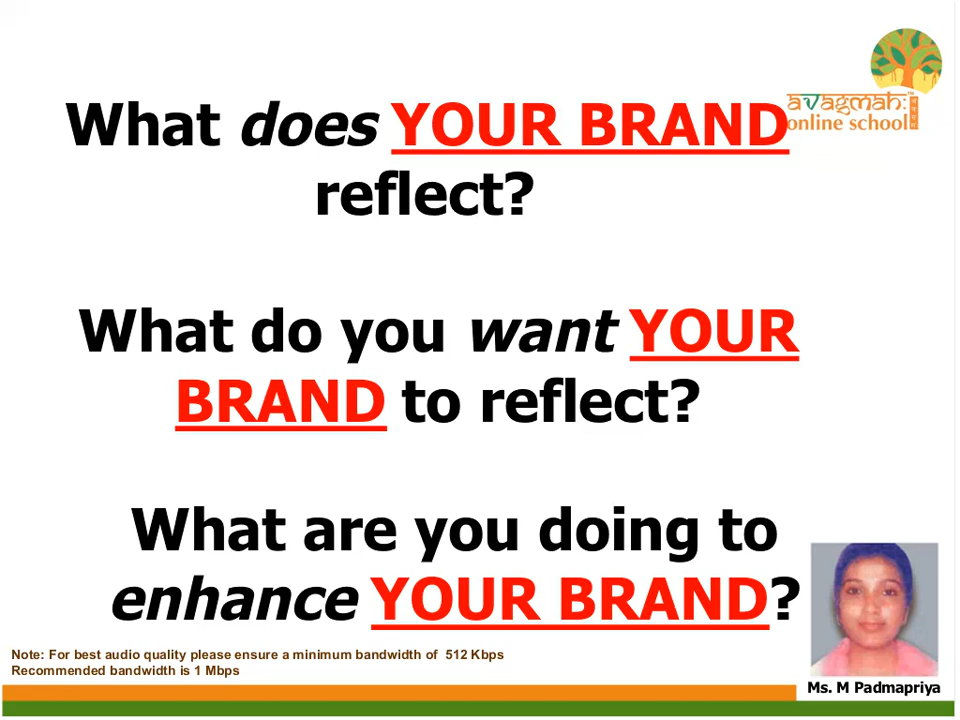 What does YOUR BRAND
reflect?
avagmah
online school
What do you want YOUR
BRAND to reflect?
What are you doing to
enhance YOUR BRAND?
Note: For best audio quality please ensure a minimum bandwidth of 512 Kbps
Recommended bandwidth is 1 Mbps
Ms. M Padmapriya